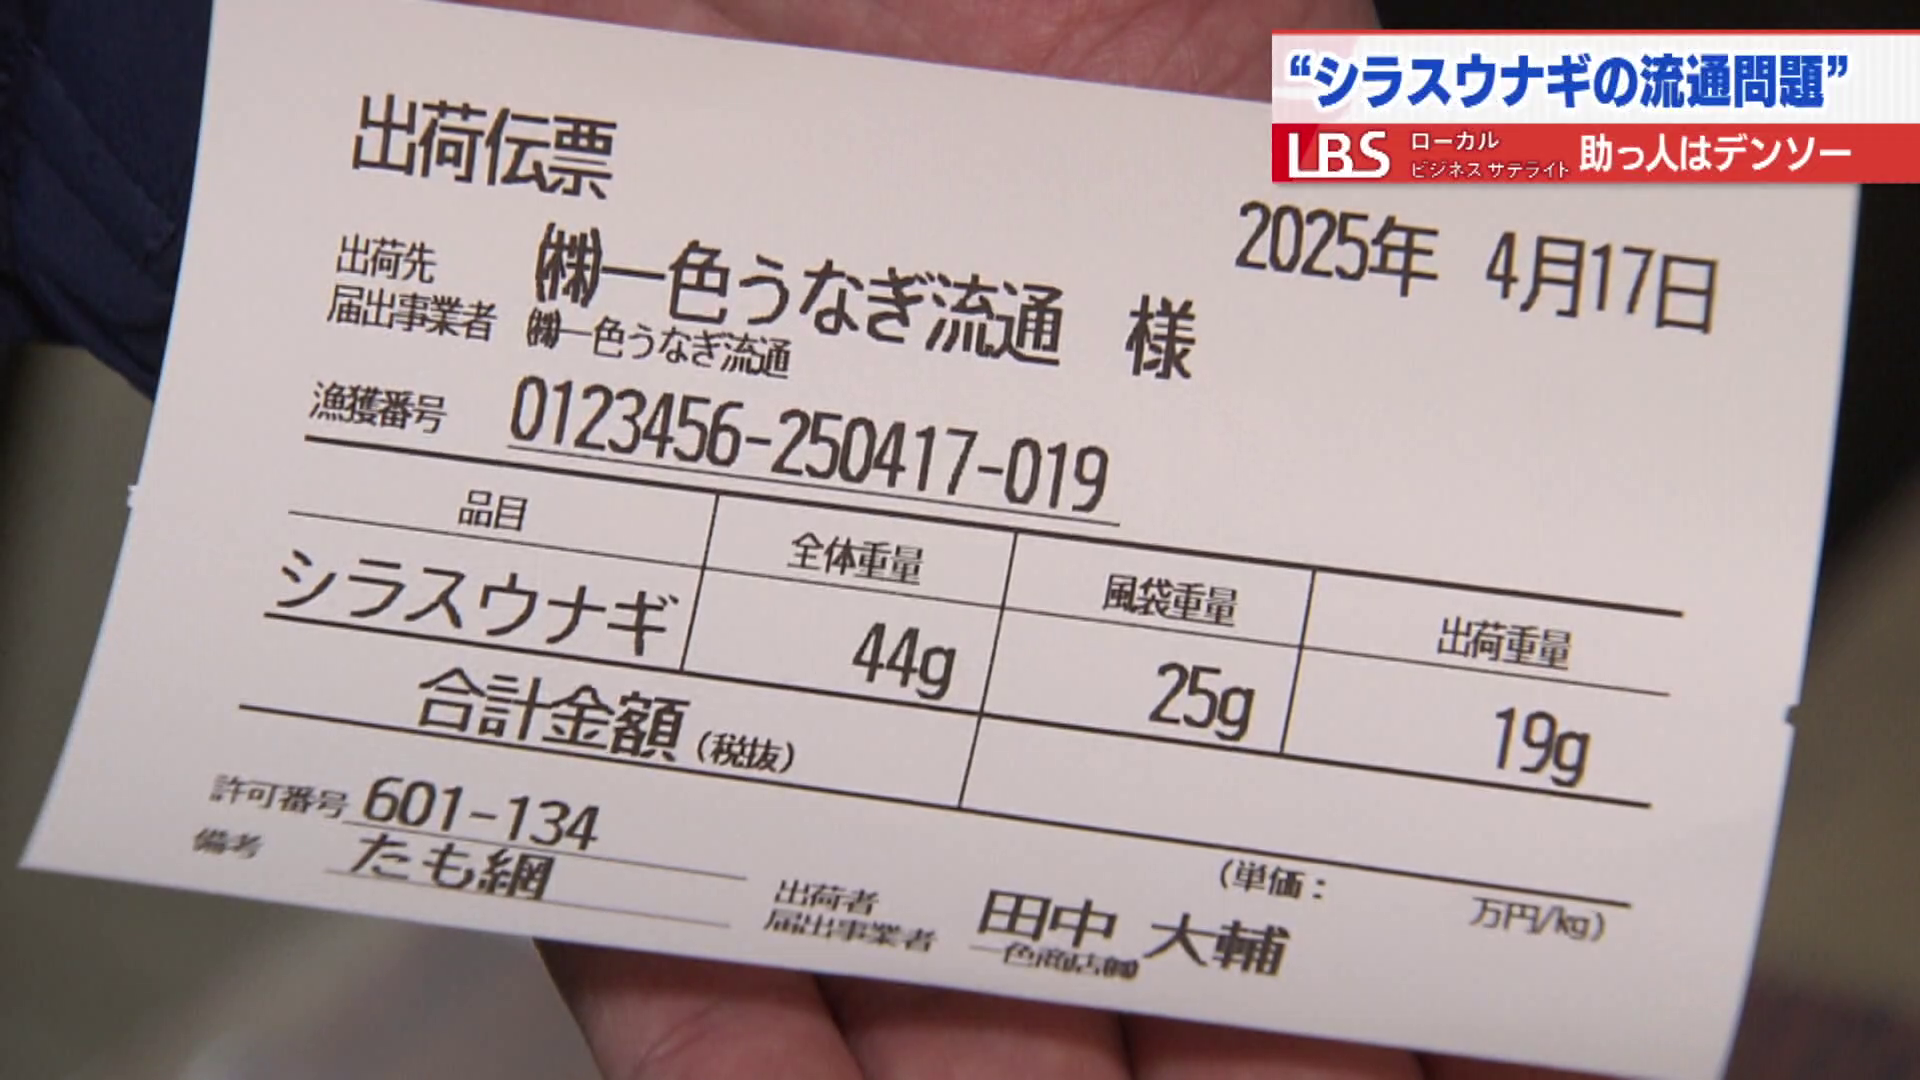 “シラスウナギの流通問題”
LBS ローカル ビジネス サテライト 助っ人はデンソー
出荷伝票
2025年 4月17日
出荷先 ㈱一色うなぎ流通 様
届出事業者 ㈱一色うなぎ流通
漁獲番号 0123456-250417-019
品目 全体重量 風袋重量 出荷重量
シラスウナギ 44g 25g 19g
合計金額(税抜)
(単価: 万円/kg)
許可番号 601-134
備考 たも網
出荷者 田中 大輔
届出事業者 一色商店㈱